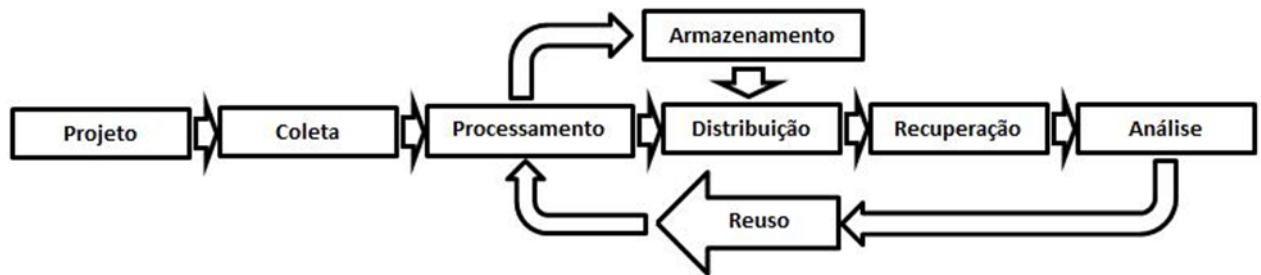 Armazenamento
Projeto
Coleta
Processamento
Distribuição
Recuperação
Análise
Reuso